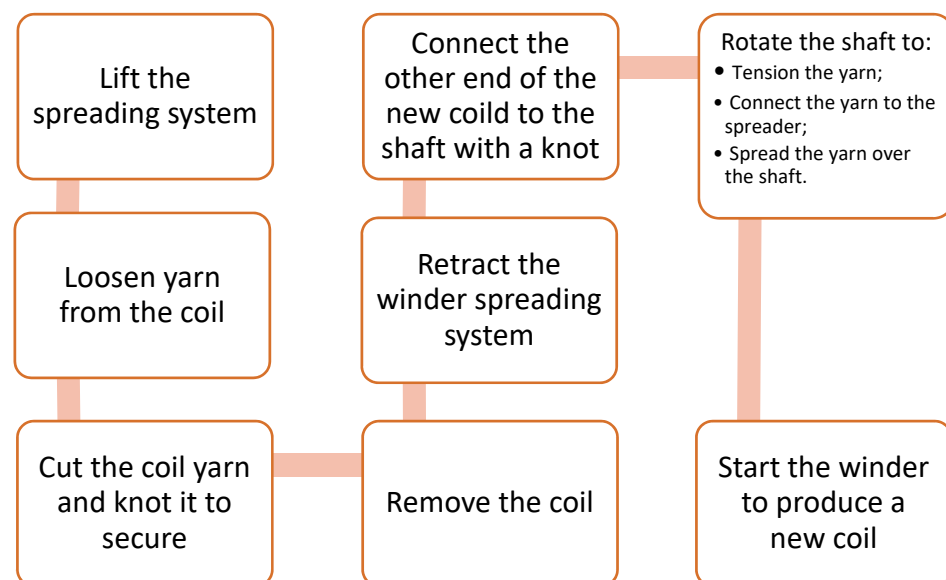 Lift the
spreading system
Loosen yarn
from the coil
Cut the coil yarn
and knot it to
secure
Remove the coil
Retract the
winder spreading
system
Connect the
other end of the
new coild to the
shaft with a knot
Rotate the shaft to:
• Tension the yarn;
• Connect the yarn to the
spreader;
• Spread the yarn over
the shaft.
Start the winder
to produce a
new coil